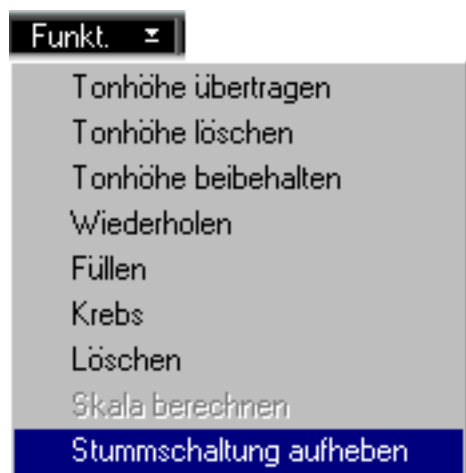 Funkt.
Tonhöhe übertragen
Tonhöhe löschen
Tonhöhe beibehalten
Wiederholen
Füllen
Krebs
Löschen
Skala berechnen
Stummschaltung aufheben